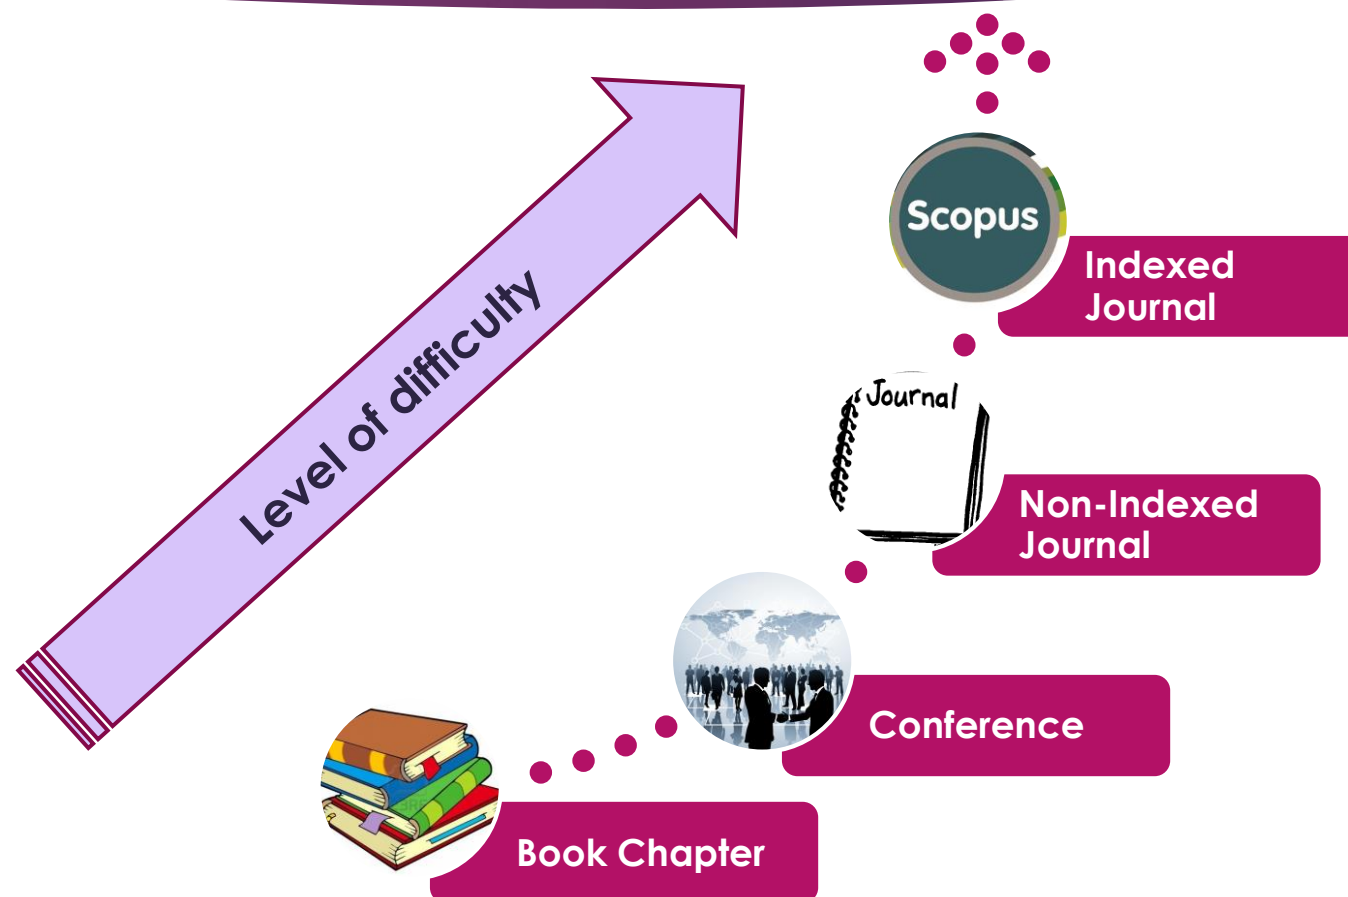 Scopus
Indexed
Journal
Level of difficulty
Journal
Non-Indexed
Journal
Conference
Book Chapter